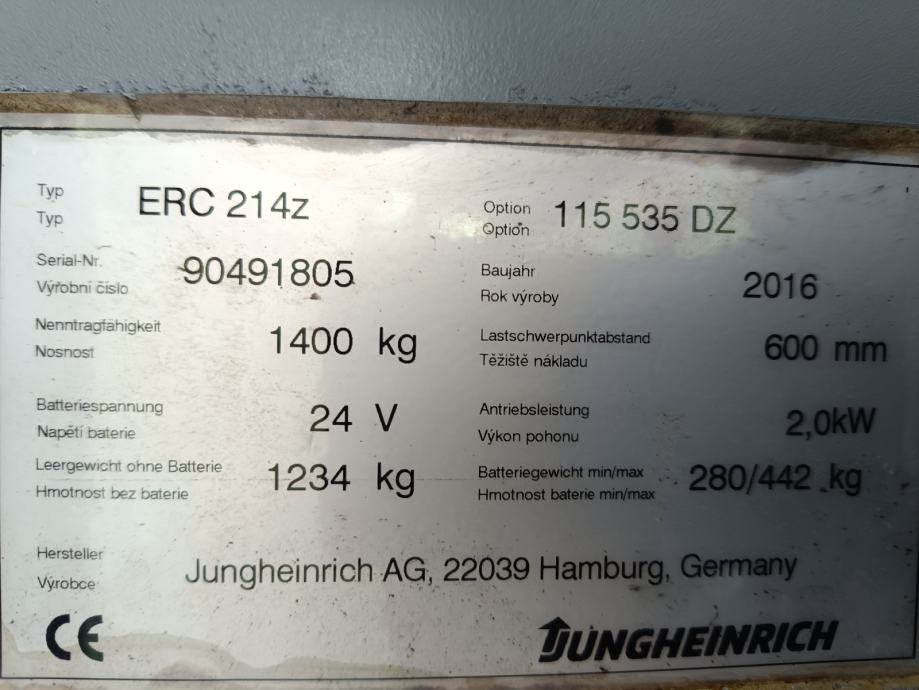 Typ ERC 214z Option 115 535 DZ
Typ Option
Serial-Nr. 90491805 Baujahr 2016
Výrobní číslo Rok výroby
Nenntragfähigkeit 1400 kg Lastschwerpunktabstand 600 mm
Nosnost Těžiště nákladu
Batteriespannung 24 V Antriebsleistung 2,0kW
Napětí baterie Výkon pohonu
Leergewicht ohne Batterie 1234 kg Batteriegewicht min/max 280/442 kg
Hmotnost bez baterie Hmotnost baterie min/max
Hersteller Jungheinrich AG, 22039 Hamburg, Germany
Výrobce
CE JUNGHEINRICH